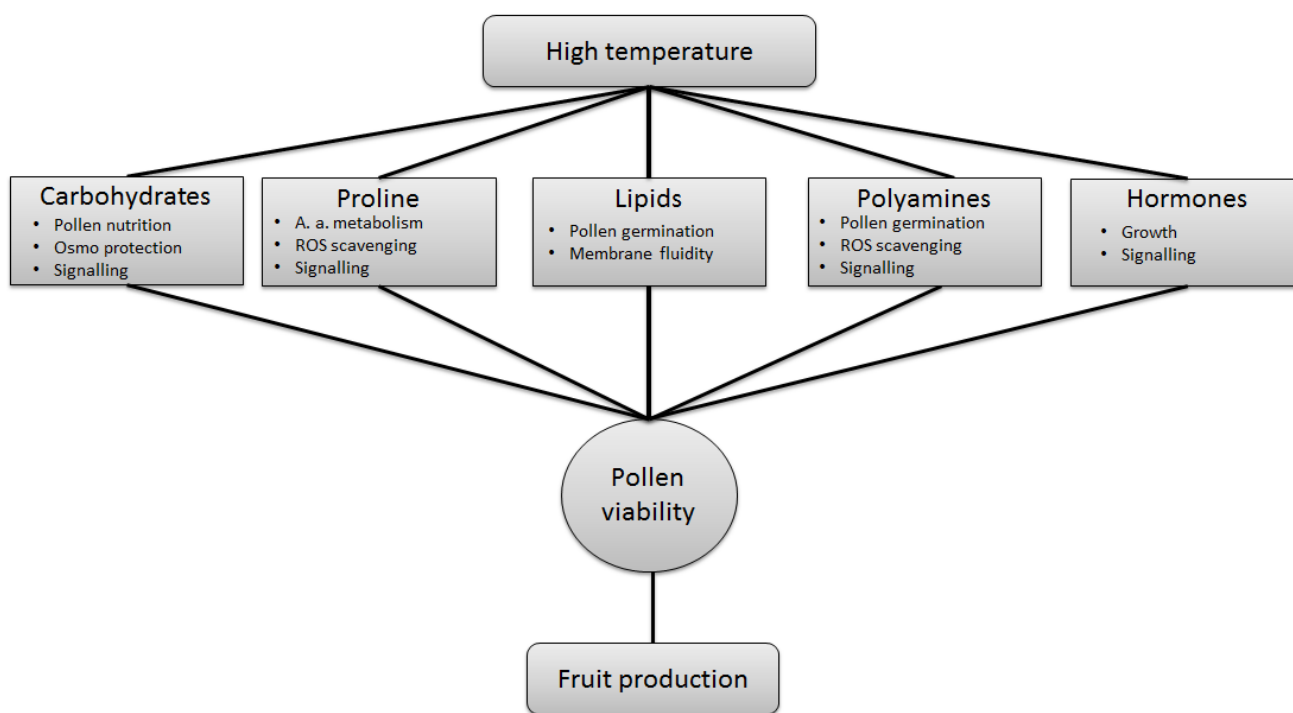 High temperature
Carbohydrates
• Pollen nutrition
• Osmo protection
• Signalling
Proline
• A. a. metabolism
• ROS scavenging
• Signalling
Lipids
• Pollen germination
• Membrane fluidity
Polyamines
• Pollen germination
• ROS scavenging
• Signalling
Hormones
• Growth
• Signalling
Pollen
viability
Fruit production